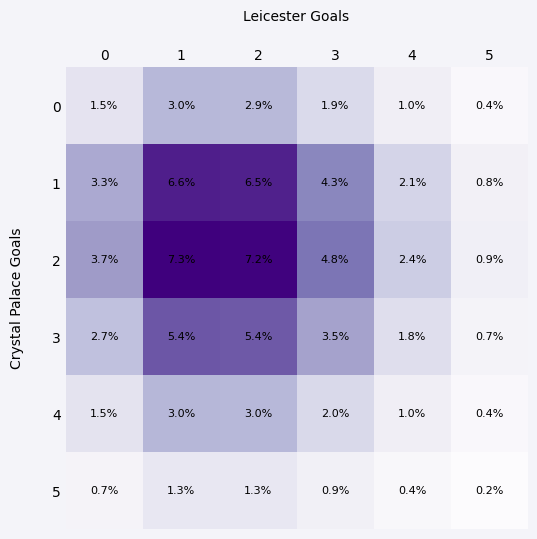 Leicester Goals
0 1 2 3 4 5
0 1.5% 3.0% 2.9% 1.9% 1.0% 0.4%
1 3.3% 6.6% 6.5% 4.3% 2.1% 0.8%
Crystal Palace Goals
2 3.7% 7.3% 7.2% 4.8% 2.4% 0.9%
3 2.7% 5.4% 5.4% 3.5% 1.8% 0.7%
4 1.5% 3.0% 3.0% 2.0% 1.0% 0.4%
5 0.7% 1.3% 1.3% 0.9% 0.4% 0.2%